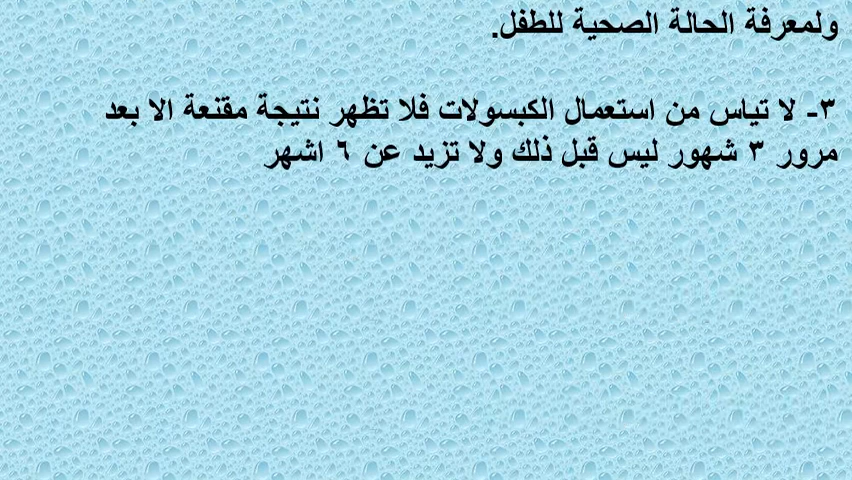 ولمعرفة الحالة الصحية للطفل.
٣- لا تياس من استعمال الكبسولات فلا تظهر نتيجة مقنعة الا بعد
مرور ٣ شهور ليس قبل ذلك ولا تزيد عن ٦ اشهر